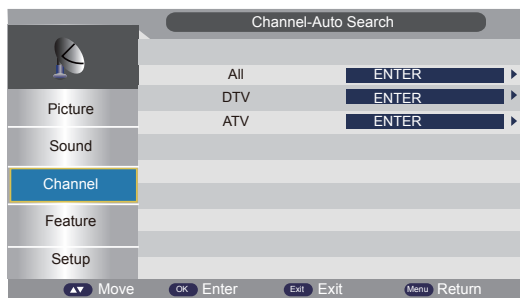 Channel-Auto Search
All ENTER
DTV ENTER
ATV ENTER
Picture
Sound
Channel
Feature
Setup
Move OK Enter Exit Exit Menu Return